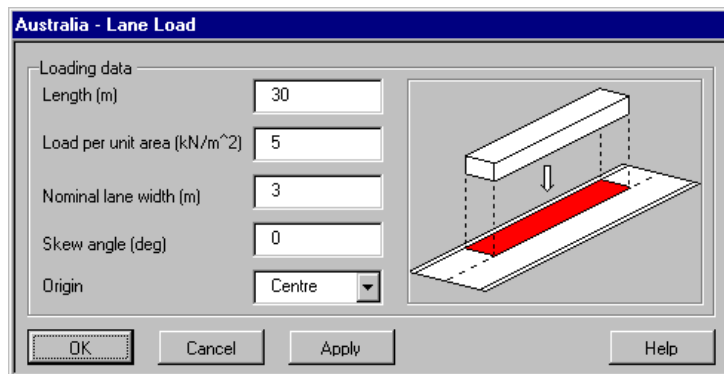 Australia - Lane Load
Loading data
Length (m) 30
Load per unit area (kN/m^2) 5
Nominal lane width (m) 3
Skew angle (deg) 0
Origin Centre
OK Cancel Apply Help